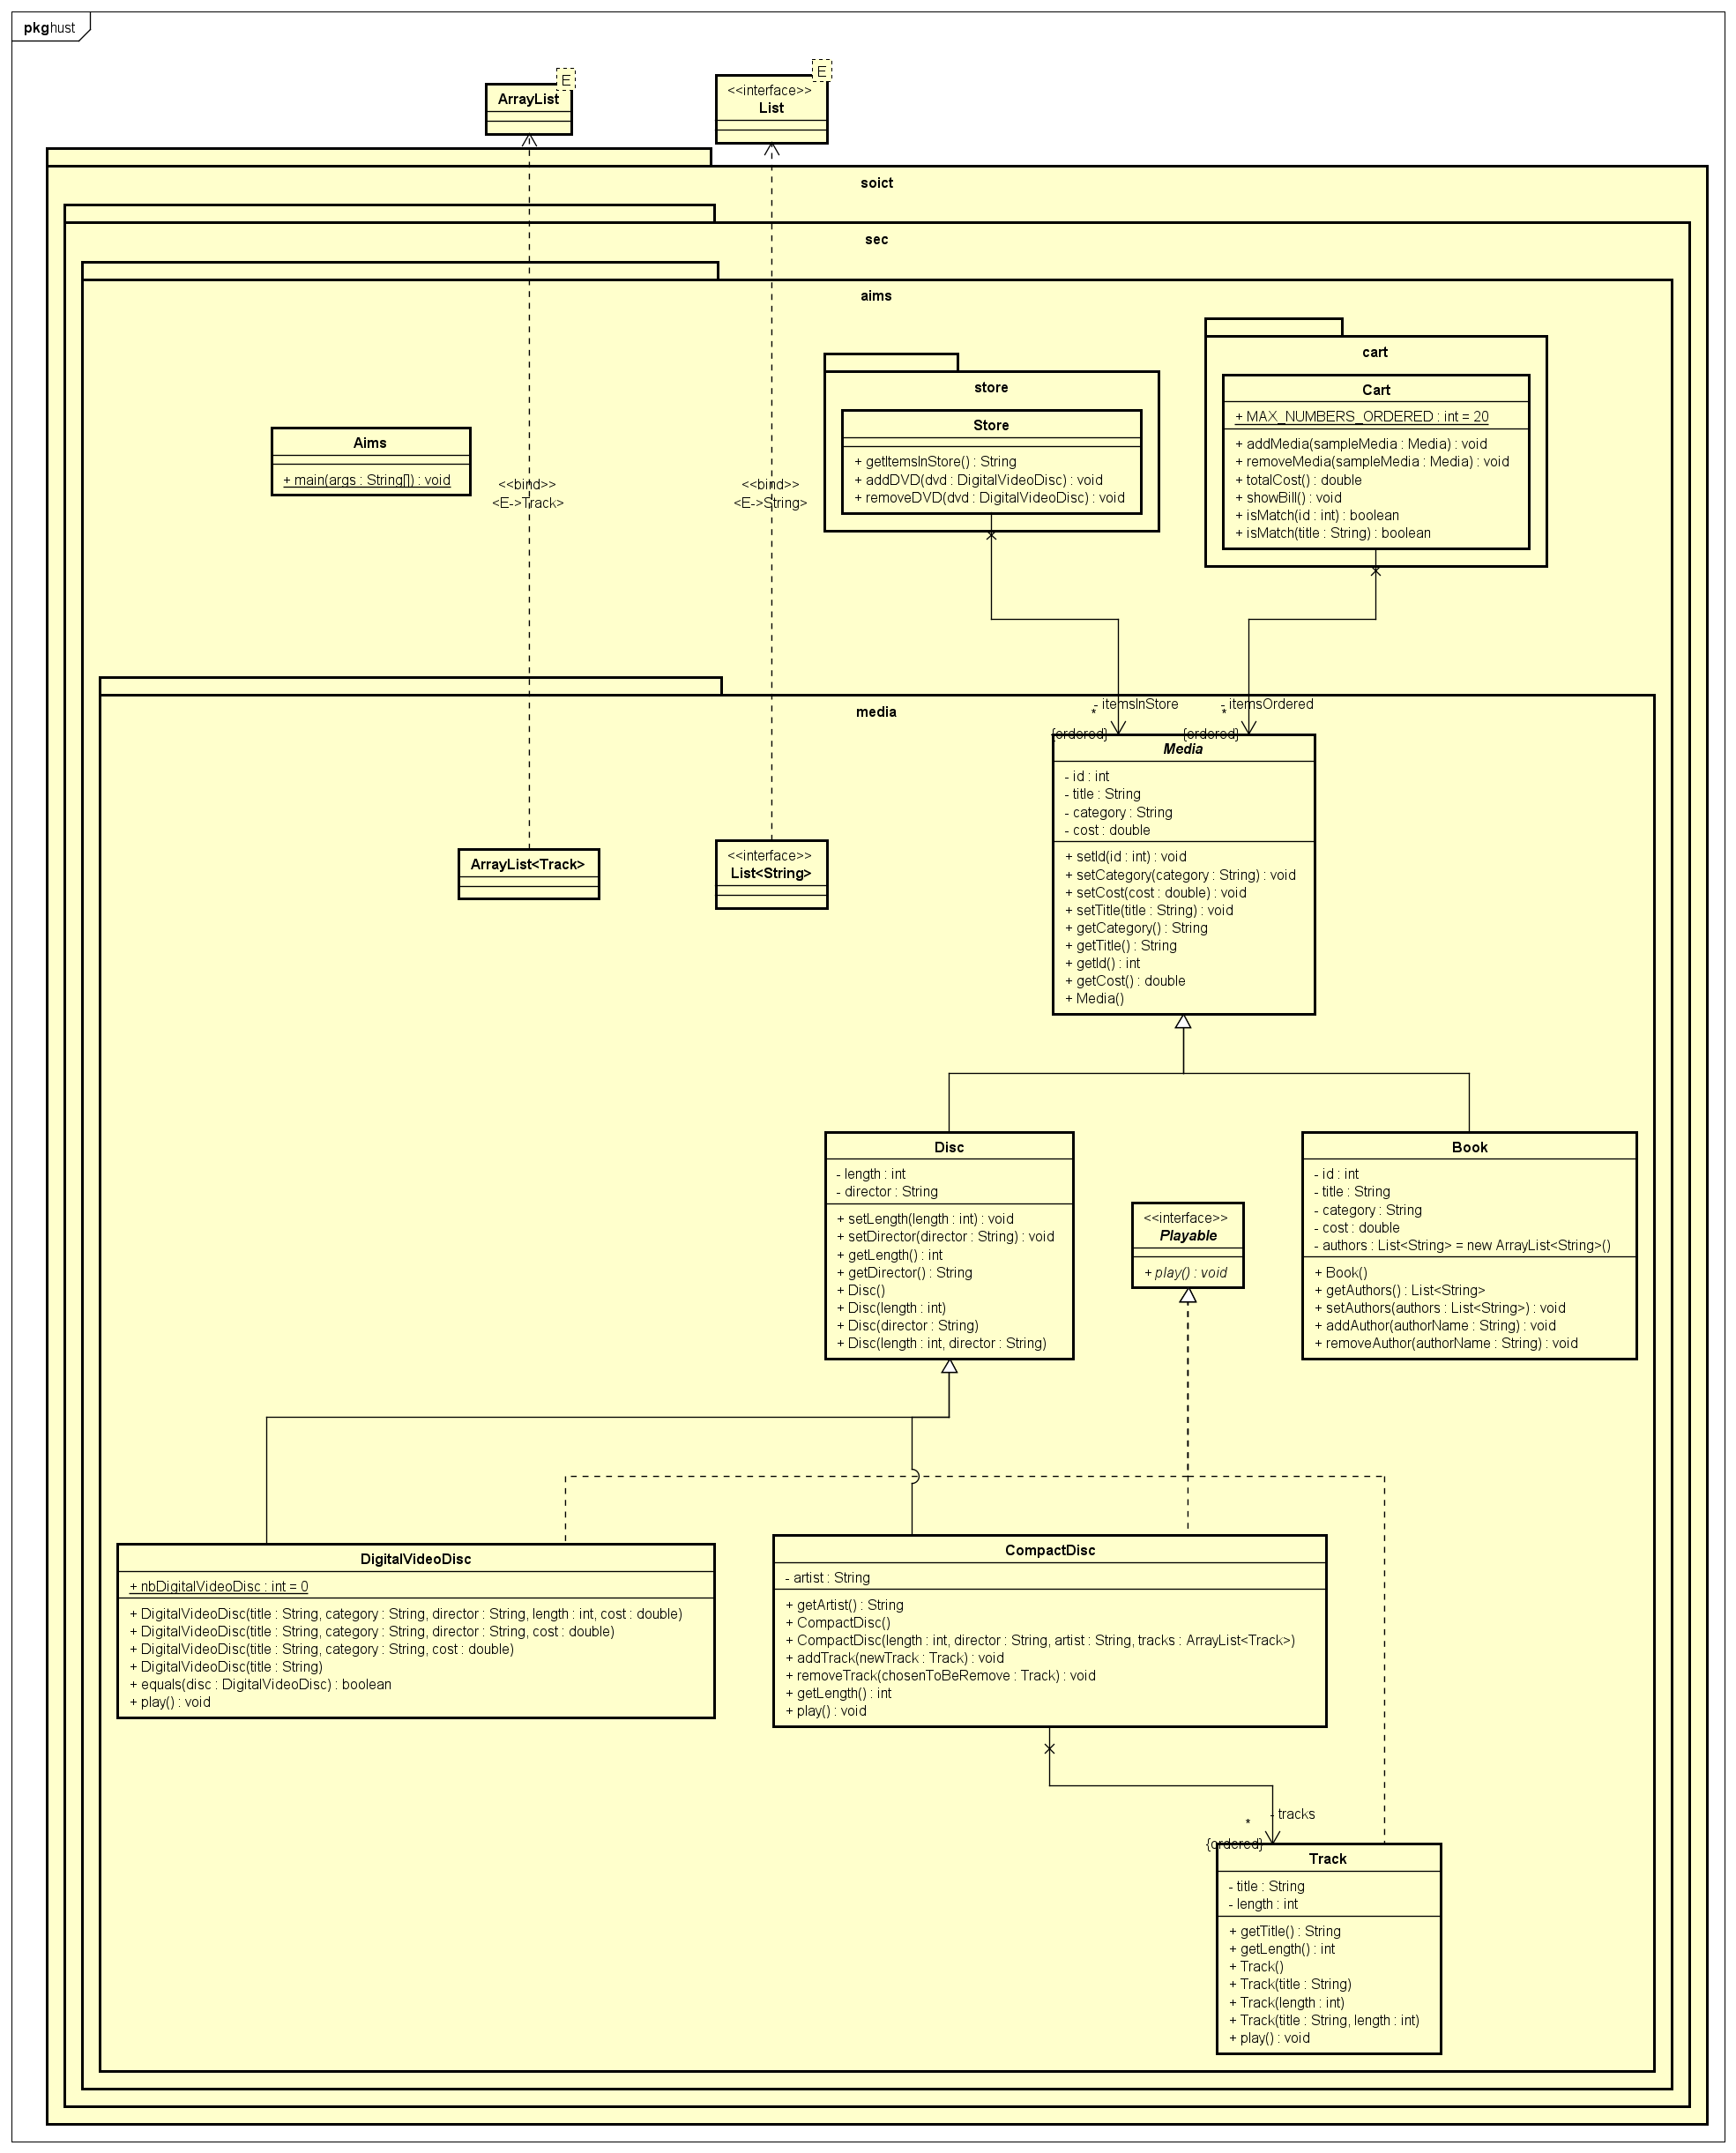 pkg hust
E
ArrayList
E
<<interface>>
List
soict
sec
aims
store
Store
+ getItemsInStore() : String
+ addDVD(dvd : DigitalVideoDisc) : void
+ removeDVD(dvd : DigitalVideoDisc) : void
cart
Cart
+ MAX_NUMBERS_ORDERED : int = 20
+ addMedia(sampleMedia : Media) : void
+ removeMedia(sampleMedia : Media) : void
+ totalCost() : double
+ showBill() : void
+ isMatch(id : int) : boolean
+ isMatch(title : String) : boolean
Aims
+ main(args : String[]) : void
<<bind>>
<E->Track>
<<bind>>
<E->String>
media
- itemsInStore
*
{ordered}
- itemsOrdered
*
{ordered}
Media
- id : int
- title : String
- category : String
- cost : double
+ setId(id : int) : void
+ setCategory(category : String) : void
+ setCost(cost : double) : void
+ setTitle(title : String) : void
+ getCategory() : String
+ getTitle() : String
+ getId() : int
+ getCost() : double
+ Media()
ArrayList<Track>
<<interface>>
List<String>
Disc
- length : int
- director : String
+ setLength(length : int) : void
+ setDirector(director : String) : void
+ getLength() : int
+ getDirector() : String
+ Disc()
+ Disc(length : int)
+ Disc(director : String)
+ Disc(length : int, director : String)
<<interface>>
Playable
+ play() : void
Book
- id : int
- title : String
- category : String
- cost : double
- authors : List<String> = new ArrayList<String>()
+ Book()
+ getAuthors() : List<String>
+ setAuthors(authors : List<String>) : void
+ addAuthor(authorName : String) : void
+ removeAuthor(authorName : String) : void
DigitalVideoDisc
+ nbDigitalVideoDisc : int = 0
+ DigitalVideoDisc(title : String, category : String, director : String, length : int, cost : double)
+ DigitalVideoDisc(title : String, category : String, director : String, cost : double)
+ DigitalVideoDisc(title : String, category : String, cost : double)
+ DigitalVideoDisc(title : String)
+ equals(disc : DigitalVideoDisc) : boolean
+ play() : void
CompactDisc
- artist : String
+ getArtist() : String
+ CompactDisc()
+ CompactDisc(length : int, director : String, artist : String, tracks : ArrayList<Track>)
+ addTrack(newTrack : Track) : void
+ removeTrack(chosenToBeRemove : Track) : void
+ getLength() : int
+ play() : void
- tracks
*
{ordered}
Track
- title : String
- length : int
+ getTitle() : String
+ getLength() : int
+ Track()
+ Track(title : String)
+ Track(length : int)
+ Track(title : String, length : int)
+ play() : void